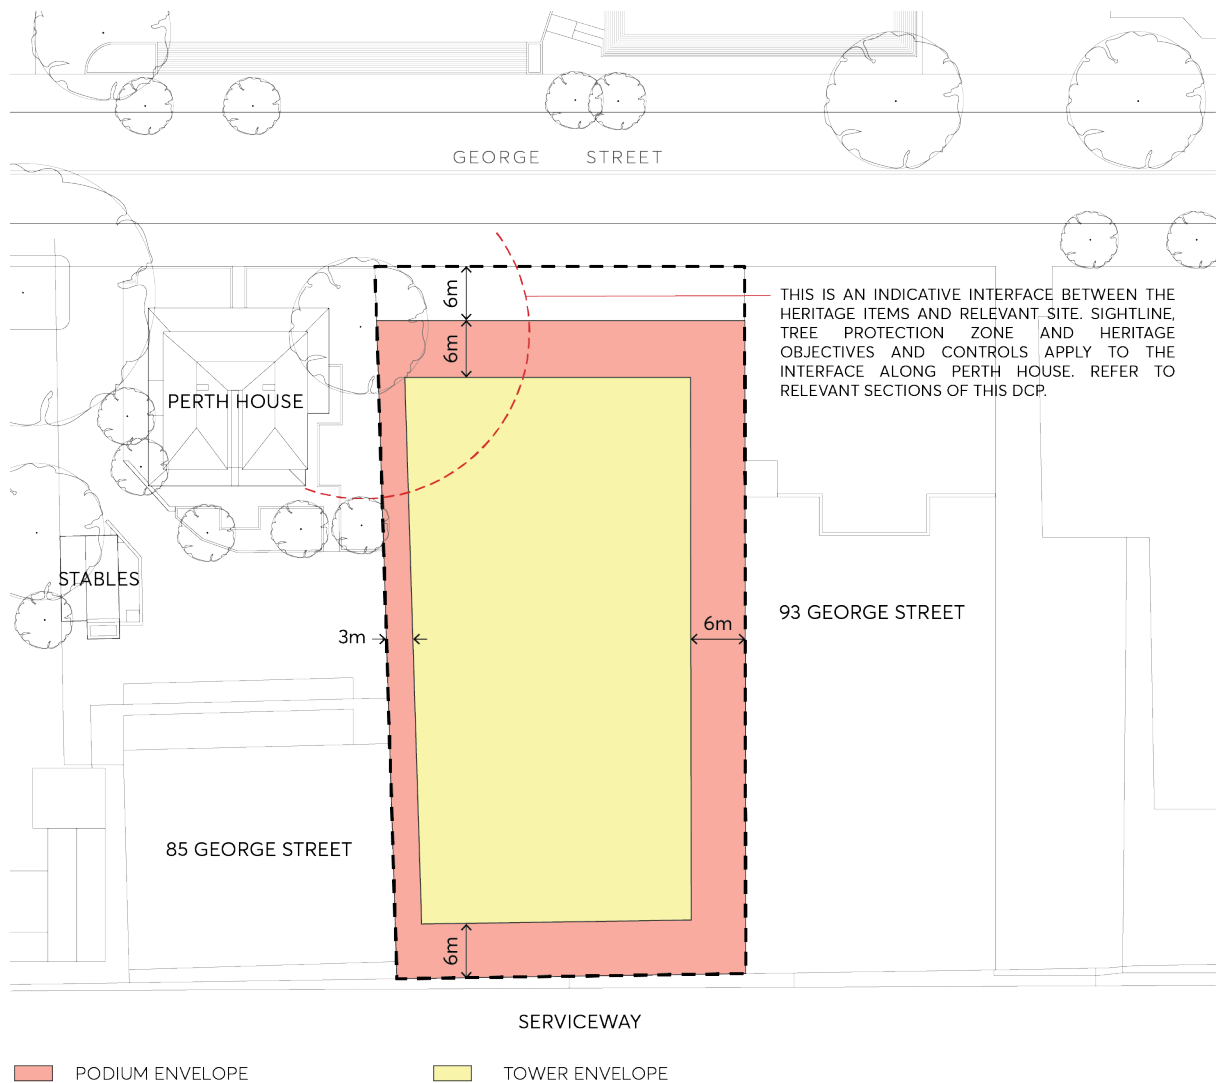 GEORGE STREET
6m
THIS IS AN INDICATIVE INTERFACE BETWEEN THE
HERITAGE ITEMS AND RELEVANT SITE. SIGHTLINE,
TREE PROTECTION ZONE AND HERITAGE
OBJECTIVES AND CONTROLS APPLY TO THE
INTERFACE ALONG PERTH HOUSE. REFER TO
RELEVANT SECTIONS OF THIS DCP.
6m
PERTH HOUSE
STABLES
93 GEORGE STREET
3m
6m
85 GEORGE STREET
6m
SERVICEWAY
PODIUM ENVELOPE
TOWER ENVELOPE